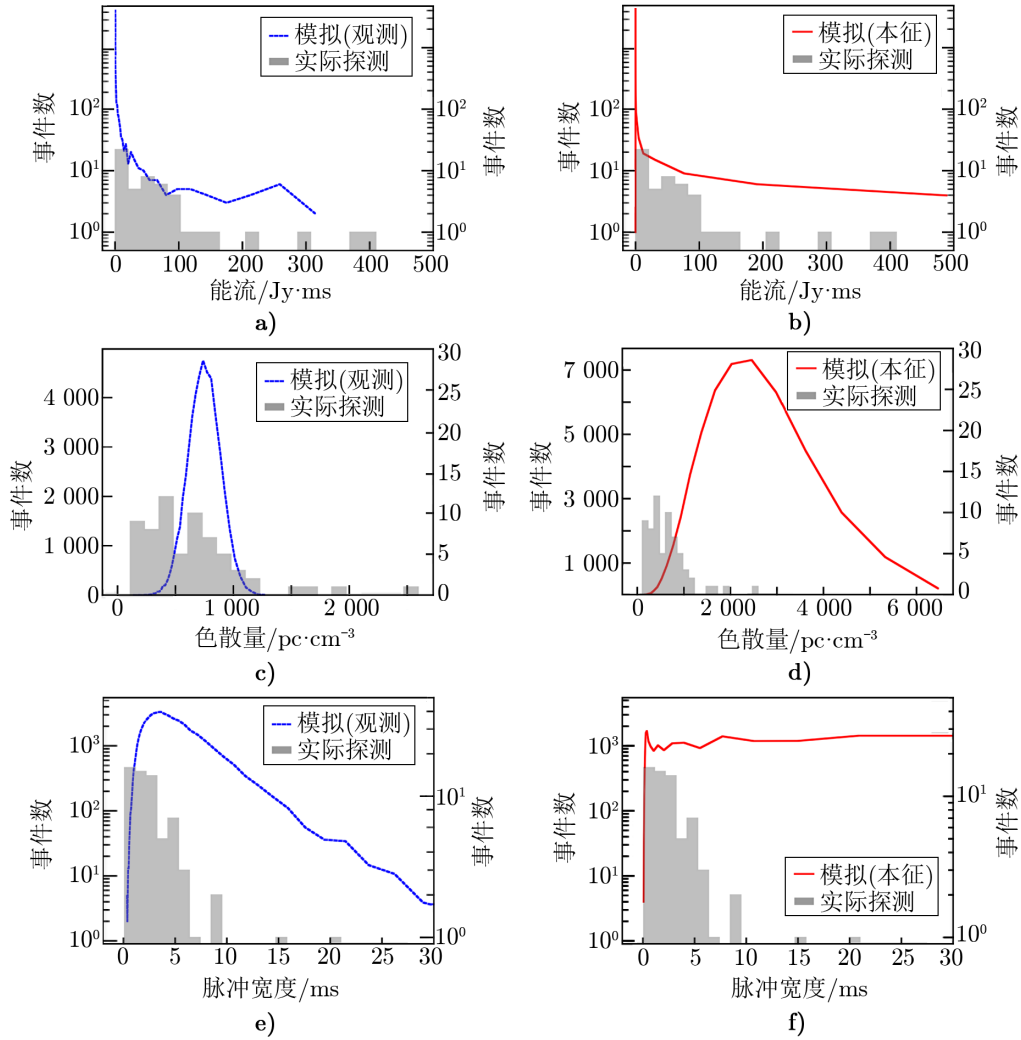 模拟(观测)
实际探测
事件数
10²
10¹
10⁰
10²
10¹
10⁰
事件数
0 100 200 300 400 500
能流/Jy·ms
a)
模拟(本征)
实际探测
事件数
10²
10¹
10⁰
10²
10¹
10⁰
事件数
0 100 200 300 400 500
能流/Jy·ms
b)
模拟(观测)
实际探测
事件数
4 000
3 000
2 000
1 000
0
30
25
20
15
10
5
0
事件数
0 1 000 2 000
色散量/pc·cm⁻³
c)
模拟(本征)
实际探测
事件数
7 000
5 000
3 000
1 000
30
25
20
15
10
5
0
事件数
0 2 000 4 000 6 000
色散量/pc·cm⁻³
d)
模拟(观测)
实际探测
事件数
10³
10²
10¹
10⁰
10¹
10⁰
事件数
0 5 10 15 20 25 30
脉冲宽度/ms
e)
模拟(本征)
实际探测
事件数
10³
10²
10¹
10⁰
10¹
10⁰
事件数
0 5 10 15 20 25 30
脉冲宽度/ms
f)